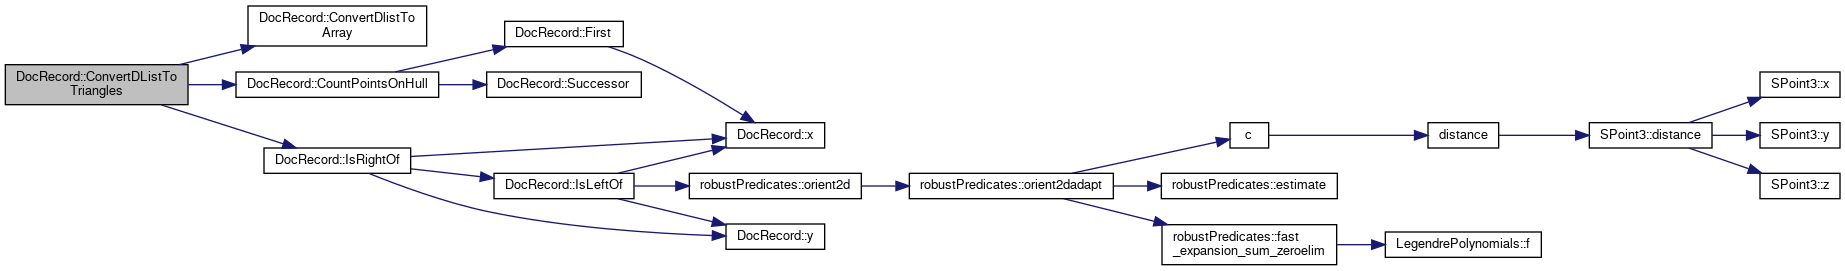 DocRecord::ConvertDListTo
Triangles
DocRecord::ConvertDlistTo
Array
DocRecord::CountPointsOnHull
DocRecord::IsRightOf
DocRecord::First
DocRecord::Successor
DocRecord::IsLeftOf
DocRecord::x
robustPredicates::orient2d
DocRecord::y
robustPredicates::orient2dadapt
c
robustPredicates::estimate
robustPredicates::fast
_expansion_sum_zeroelim
distance
LegendrePolynomials::f
SPoint3::distance
SPoint3::x
SPoint3::y
SPoint3::z